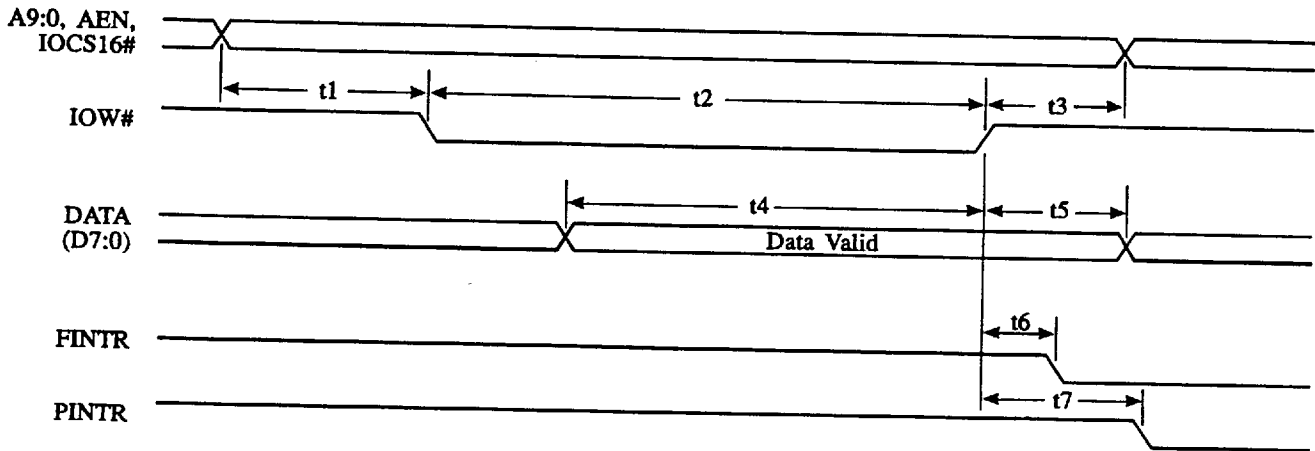 A9:0, AEN,
IOCS16#
t1
t2
t3
IOW#
t4
t5
DATA
(D7:0)
Data Valid
t6
FINTR
t7
PINTR